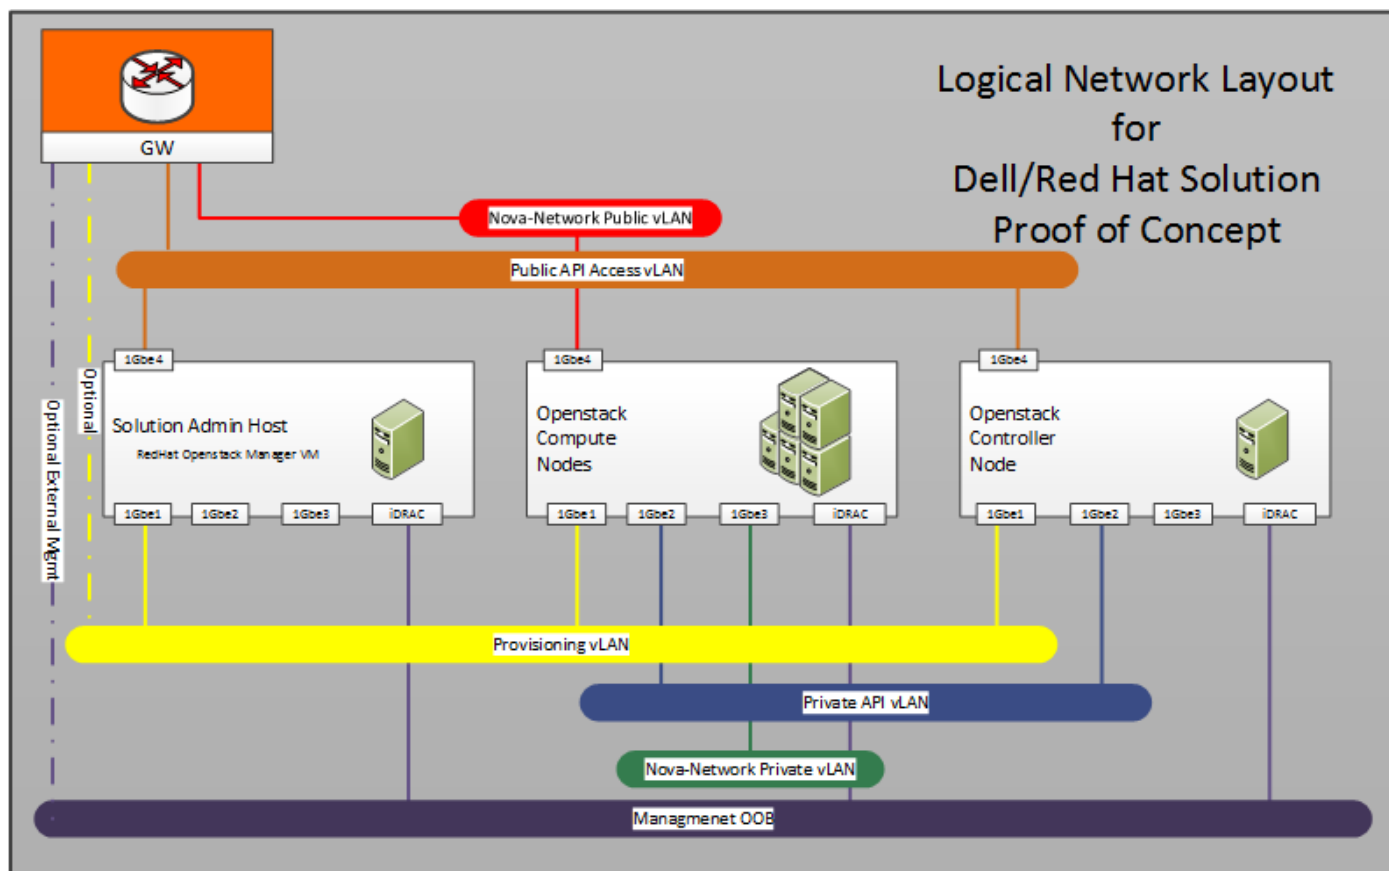 Logical Network Layout
for
Dell/Red Hat Solution
Proof of Concept
GW
Nova-Network Public vLAN
Public API Access vLAN
Optional
Optional External Mgmt
1Gbe4
Solution Admin Host
RedHat Openstack Manager VM
1Gbe1
1Gbe2
1Gbe3
iDRAC
1Gbe4
Openstack
Compute
Nodes
1Gbe1
1Gbe2
1Gbe3
iDRAC
1Gbe4
Openstack
Controller
Node
1Gbe1
1Gbe2
1Gbe3
iDRAC
Provisioning vLAN
Private API vLAN
Nova-Network Private vLAN
Managmenet OOB